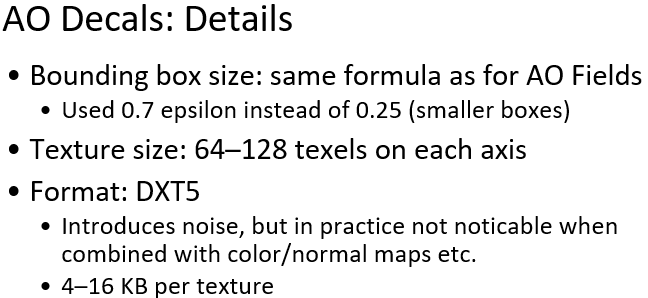 AO Decals: Details
• Bounding box size: same formula as for AO Fields
• Used 0.7 epsilon instead of 0.25 (smaller boxes)
• Texture size: 64–128 texels on each axis
• Format: DXT5
• Introduces noise, but in practice not noticable when
combined with color/normal maps etc.
• 4–16 KB per texture